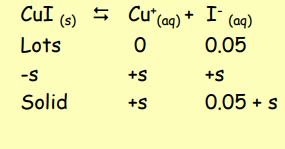 CuI (s) ⇆ Cu⁺(aq) + I⁻ (aq)
Lots 0 0.05
-s +s +s
Solid +s 0.05 + s